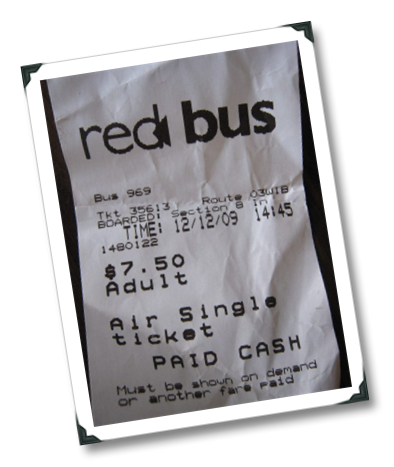 red bus
Bus 969
Tkt 35613 Route 03WIB
BOARDED: Section 8 In
TIME: 12/12/09 14:45
1480122
$7.50
Adult
Air Single
ticket
PAID CASH
Must be shown on demand
or another fare paid